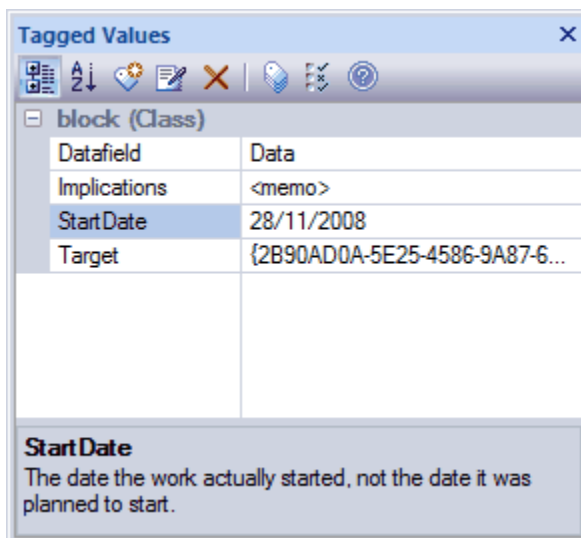 Tagged Values
block (Class)
Datafield Data
Implications <memo>
StartDate 28/11/2008
Target {2B90AD0A-5E25-4586-9A87-6...
StartDate
The date the work actually started, not the date it was
planned to start.